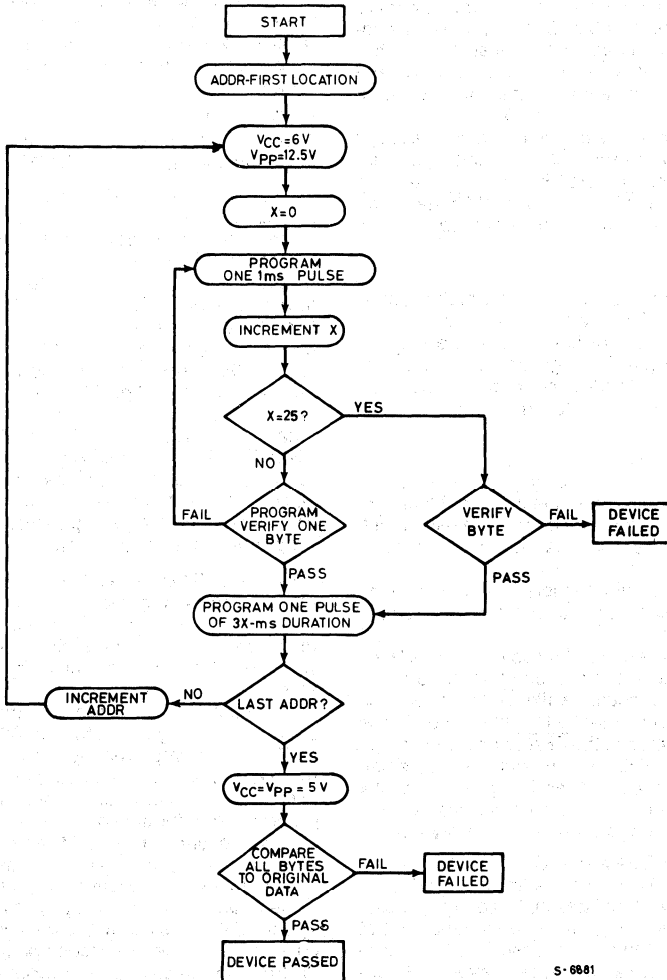 START
ADDR-FIRST LOCATION
VCC=6V
VPP=12.5V
X=0
PROGRAM
ONE 1ms PULSE
INCREMENT X
X=25?
YES
NO
PROGRAM
VERIFY ONE
BYTE
FAIL
VERIFY
BYTE
FAIL
DEVICE
FAILED
PASS
PASS
PROGRAM ONE PULSE
OF 3X-ms DURATION
INCREMENT
ADDR
NO
LAST ADDR?
YES
VCC=VPP=5V
COMPARE
ALL BYTES
TO ORIGINAL
DATA
FAIL
DEVICE
FAILED
PASS
DEVICE PASSED
S-6881